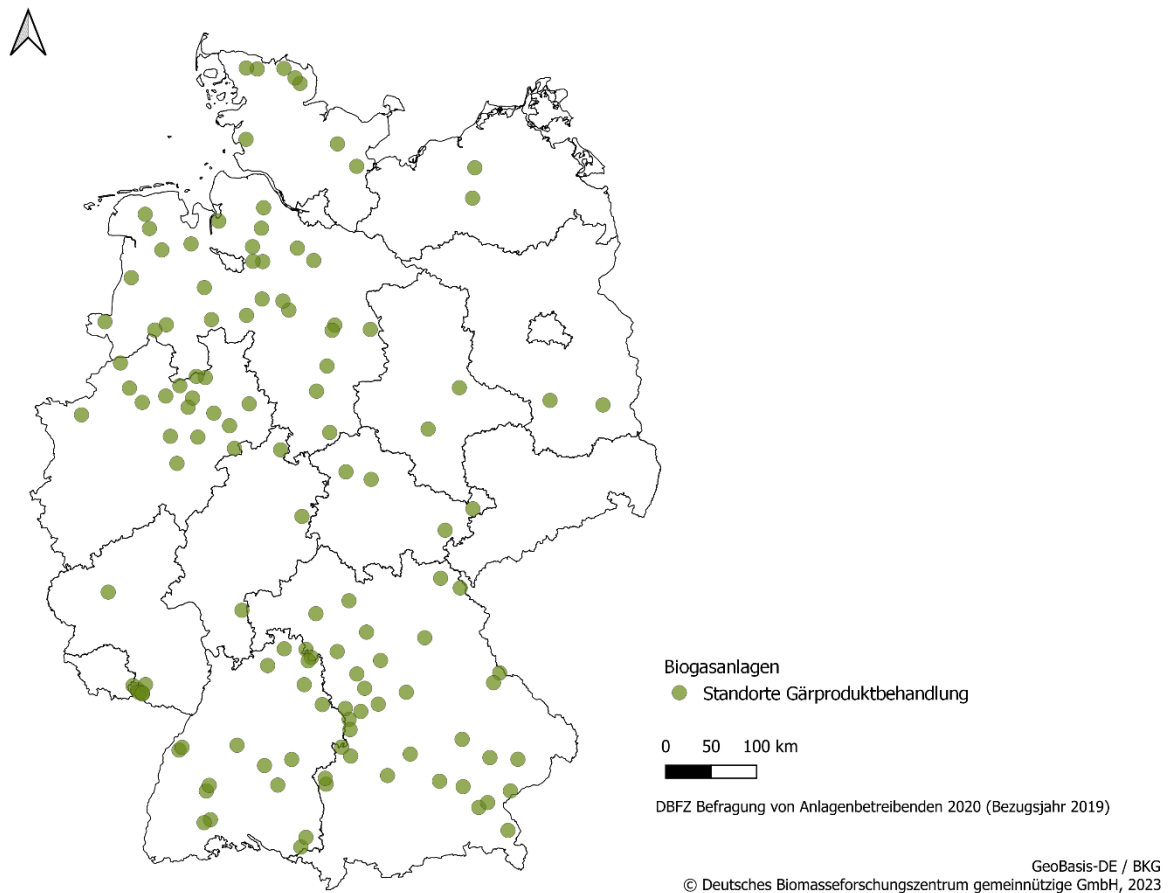 Biogasanlagen
Standorte Gärproduktbehandlung
0 50 100 km
DBFZ Befragung von Anlagenbetreibenden 2020 (Bezugsjahr 2019)
GeoBasis-DE / BKG
© Deutsches Biomasseforschungszentrum gemeinnützige GmbH, 2023